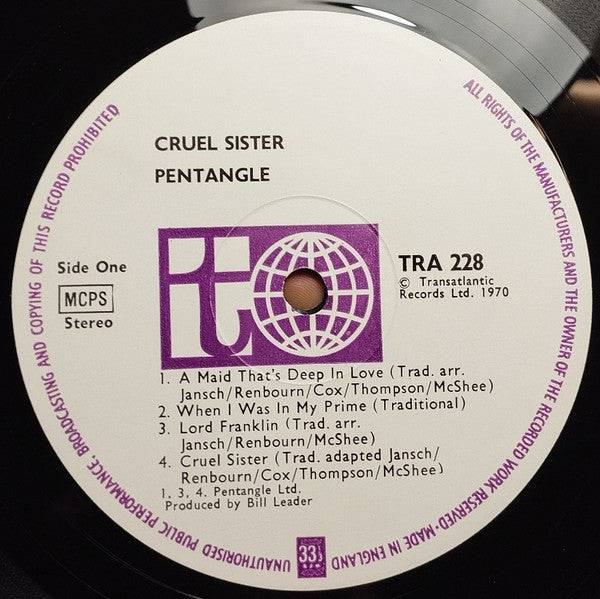 CRUEL SISTER
PENTANGLE
it
TRA 228
© Transatlantic
Records Ltd. 1970
Side One
MCPS
Stereo
1. A Maid That's Deep In Love (Trad. arr.
Jansch/Renbourn/Cox/Thompson/McShee)
2. When I Was In My Prime (Traditional)
3. Lord Franklin (Trad. arr.
Jansch/Renbourn/McShee)
4. Cruel Sister (Trad. adapted Jansch/
Renbourn/Cox/Thompson/McShee)
1, 3, 4. Pentangle Ltd.
Produced by Bill Leader
33⅓
RPM
ALL RIGHTS OF THE MANUFACTURERS AND THE OWNER OF THE RECORDED WORK RESERVED·MADE IN ENGLAND
UNAUTHORISED PUBLIC PERFORMANCE, BROADCASTING AND COPYING OF THIS RECORD PROHIBITED